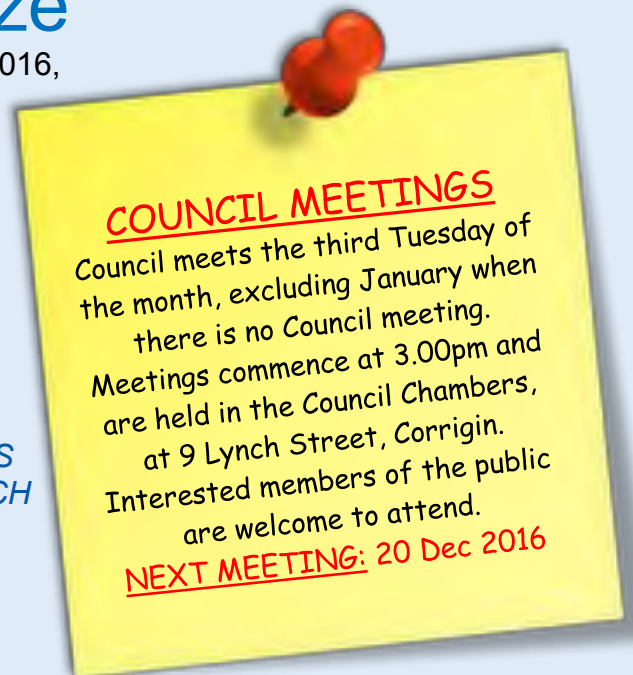 ze
016,
COUNCIL MEETINGS
Council meets the third Tuesday of
the month, excluding January when
there is no Council meeting.
Meetings commence at 3.00pm and
are held in the Council Chambers,
at 9 Lynch Street, Corrigin.
Interested members of the public
are welcome to attend.
NEXT MEETING: 20 Dec 2016
S
CH